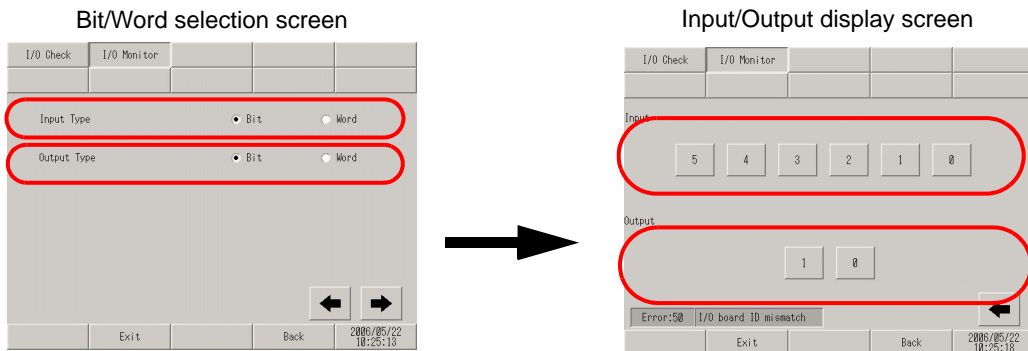 Bit/Word selection screen
I/O Check I/O Monitor
Input Type Bit Word
Output Type Bit Word
Exit Back 2006/05/22
10:25:13
Input/Output display screen
I/O Check I/O Monitor
Input
5 4 3 2 1 0
Output
1 0
Error:50 I/O board ID mismatch
Exit Back 2006/05/22
10:25:18